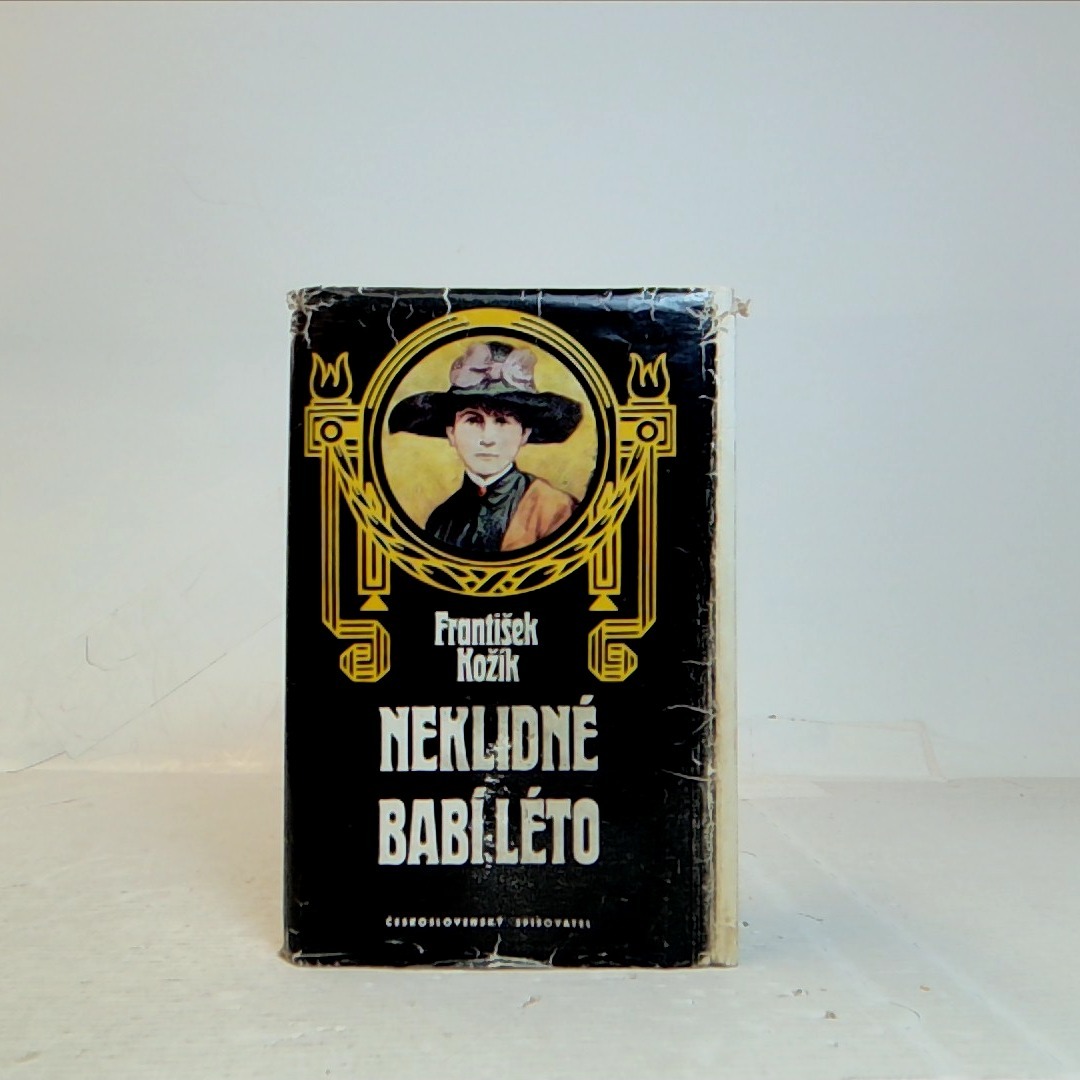 František
Kožík
NEKLIDNÉ
BABÍ LÉTO
ČESKOSLOVENSKÝ SPISOVATEL